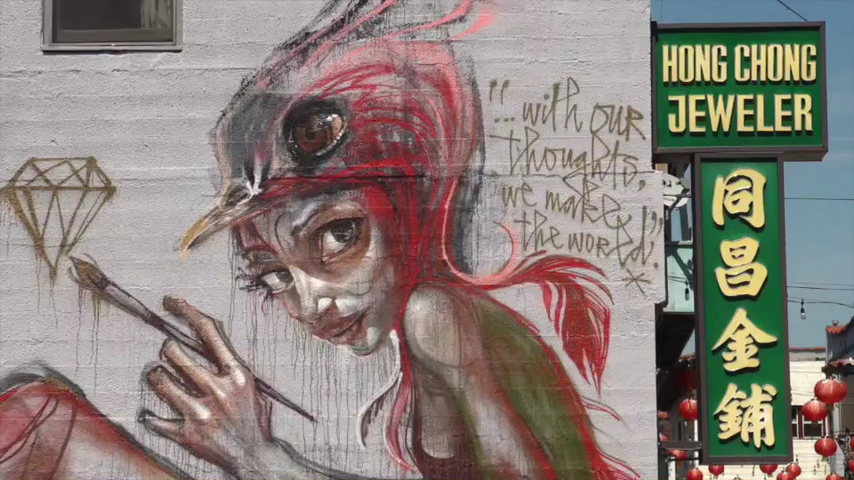 "...with our
thoughts,
we make
the world."
HONG CHONG
JEWELER
同
昌
金
鋪